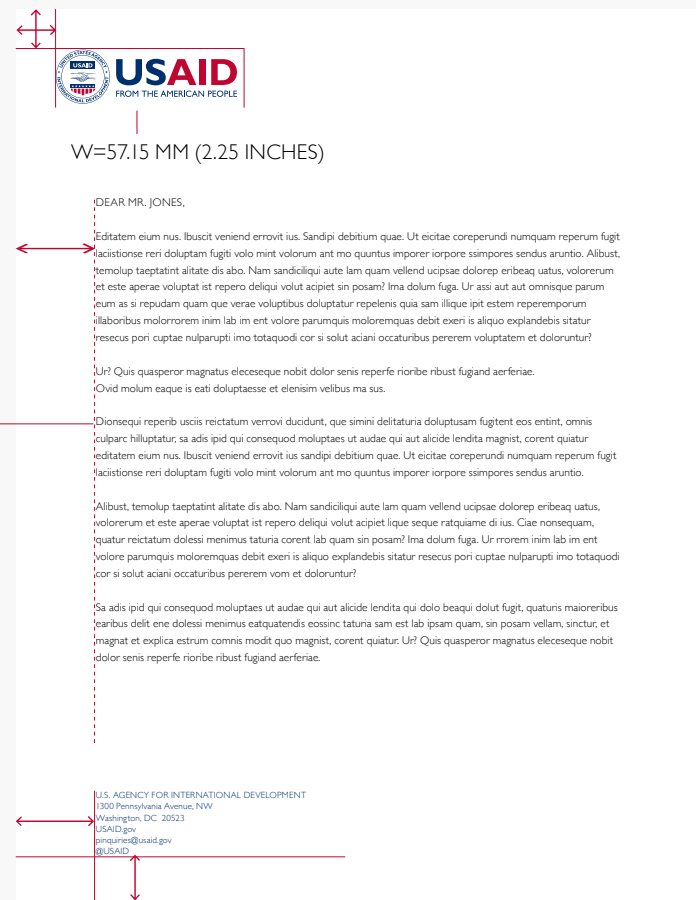 UNITED STATES AGENCY
USAID
INTERNATIONAL DEVELOPMENT
USAID
FROM THE AMERICAN PEOPLE
W=57.15 MM (2.25 INCHES)
DEAR MR. JONES,
Editatem eium nus. Ibuscit veniend errovit ius. Sandipi debitium quae. Ut eicitae coreperundi numquam reperum fugit
laciistionse reri doluptam fugiti volo mint volorum ant mo quuntus imporer iorpore ssimpores sendus aruntio. Alibust,
temolup taeptatint alitate dis abo. Nam sandiciliqui aute lam quam vellend ucipsae dolorep eribeaq uatus, volorerum
et este aperae voluptat ist repero deliqui volut acipiet sin posam? Ima dolum fuga. Ur assi aut aut omnisque parum
eum as si repudam quam que verae voluptibus doluptatur repelenis quia sam illique ipit estem reperemporum
illaboribus molorrorem inim lab im ent volore parumquis moloremquas debit exeri is aliquo explandebis sitatur
resecus pori cuptae nulparupti imo totaquodi cor si solut aciani occaturibus pererem voluptatem et doloruntur?
Ur? Quis quasperor magnatus eleceseque nobit dolor senis reperfe rioribe ribust fugiand aerferiae.
Ovid molum eaque is eati doluptaesse et elenisim velibus ma sus.
Dionsequi reperib usciis reictatum verrovi ducidunt, que simini delitaturia doluptusam fugitent eos entint, omnis
culparc hilluptatur, sa adis ipid qui consequod moluptaes ut audae qui aut alicide lendita magnist, corent quiatur
editatem eium nus. Ibuscit veniend errovit ius sandipi debitium quae. Ut eicitae coreperundi numquam reperum fugit
laciistionse reri doluptam fugiti volo mint volorum ant mo quuntus imporer iorpore ssimpores sendus aruntio.
Alibust, temolup taeptatint alitate dis abo. Nam sandiciliqui aute lam quam vellend ucipsae dolorep eribeaq uatus,
volorerum et este aperae voluptat ist repero deliqui volut acipiet lique seque ratquiame di ius. Ciae nonsequam,
quatur reictatum dolessi menimus taturia corent lab quam sin posam? Ima dolum fuga. Ur rrorem inim lab im ent
volore parumquis moloremquas debit exeri is aliquo explandebis sitatur resecus pori cuptae nulparupti imo totaquodi
cor si solut aciani occaturibus pererem vom et doloruntur?
Sa adis ipid qui consequod moluptaes ut audae qui aut alicide lendita qui dolo beaqui dolut fugit, quaturis maioreribus
earibus delit ene dolessi menimus eatquatendis eossinc taturia sam est lab ipsam quam, sin posam vellam, sinctur, et
magnat et explica estrum comnis modit quo magnist, corent quiatur. Ur? Quis quasperor magnatus eleceseque nobit
dolor senis reperfe rioribe ribust fugiand aerferiae.
U.S. AGENCY FOR INTERNATIONAL DEVELOPMENT
1300 Pennsylvania Avenue, NW
Washington, DC 20523
USAID.gov
pinquiries@usaid.gov
@USAID